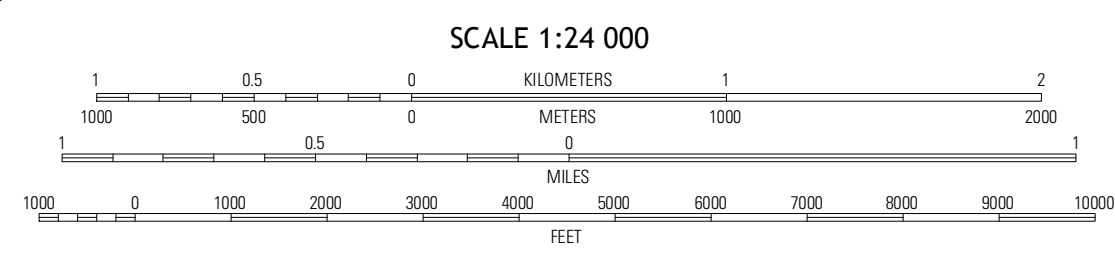 SCALE 1:24 000
1 0.5 0 KILOMETERS 1 2
1000 500 0 METERS 1000 2000
1 0.5 0 1
MILES
1000 0 1000 2000 3000 4000 5000 6000 7000 8000 9000 10000
FEET